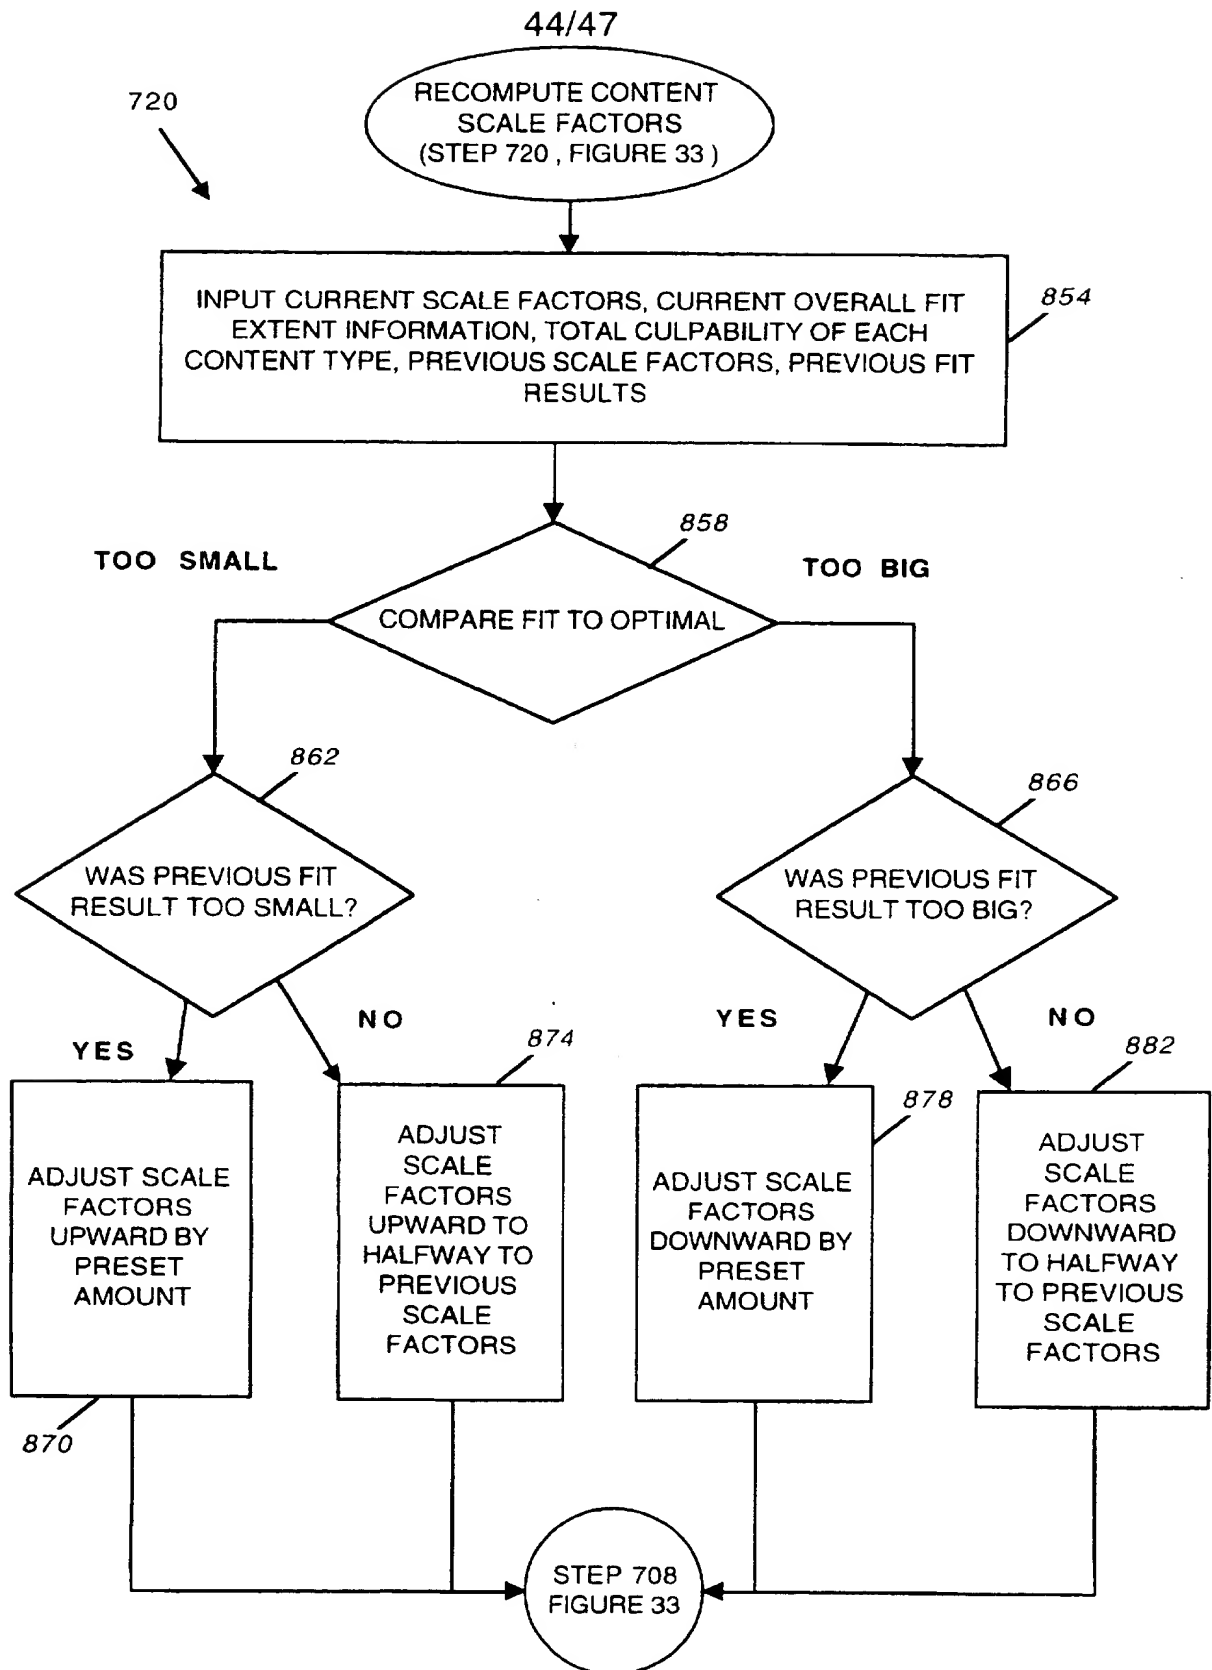 44/47
720
RECOMPUTE CONTENT
SCALE FACTORS
(STEP 720 , FIGURE 33 )
INPUT CURRENT SCALE FACTORS, CURRENT OVERALL FIT
EXTENT INFORMATION, TOTAL CULPABILITY OF EACH
CONTENT TYPE, PREVIOUS SCALE FACTORS, PREVIOUS FIT
RESULTS
854
858
TOO SMALL
TOO BIG
COMPARE FIT TO OPTIMAL
862
866
WAS PREVIOUS FIT
RESULT TOO SMALL?
WAS PREVIOUS FIT
RESULT TOO BIG?
YES
NO
874
YES
NO
882
878
ADJUST SCALE
FACTORS
UPWARD BY
PRESET
AMOUNT
ADJUST
SCALE
FACTORS
UPWARD TO
HALFWAY TO
PREVIOUS
SCALE
FACTORS
ADJUST SCALE
FACTORS
DOWNWARD BY
PRESET
AMOUNT
ADJUST
SCALE
FACTORS
DOWNWARD
TO HALFWAY
TO PREVIOUS
SCALE
FACTORS
870
STEP 708
FIGURE 33